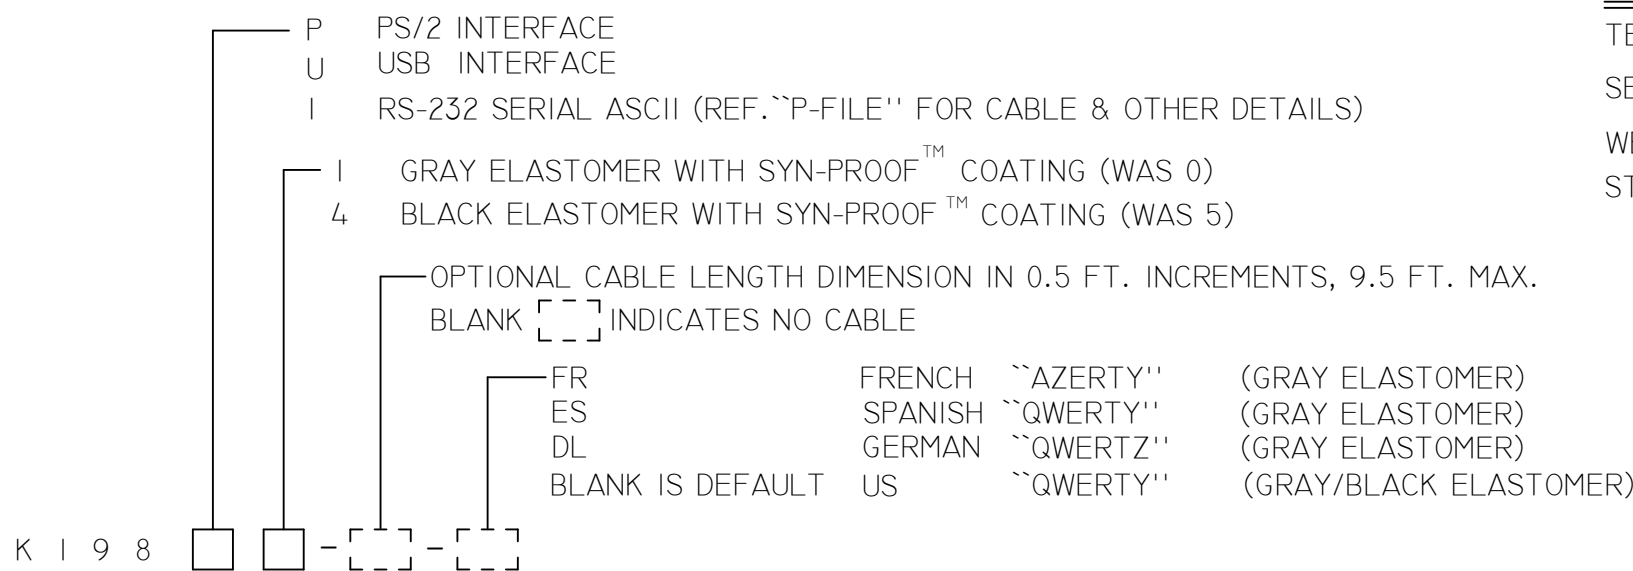 P PS/2 INTERFACE
U USB INTERFACE
I RS-232 SERIAL ASCII (REF.``P-FILE'' FOR CABLE & OTHER DETAILS)
I GRAY ELASTOMER WITH SYN-PROOF™ COATING (WAS 0)
4 BLACK ELASTOMER WITH SYN-PROOF™ COATING (WAS 5)
OPTIONAL CABLE LENGTH DIMENSION IN 0.5 FT. INCREMENTS, 9.5 FT. MAX.
BLANK INDICATES NO CABLE
FR FRENCH ``AZERTY'' (GRAY ELASTOMER)
ES SPANISH ``QWERTY'' (GRAY ELASTOMER)
DL GERMAN ``QWERTZ'' (GRAY ELASTOMER)
BLANK IS DEFAULT US ``QWERTY'' (GRAY/BLACK ELASTOMER)
K I 9 8 - -